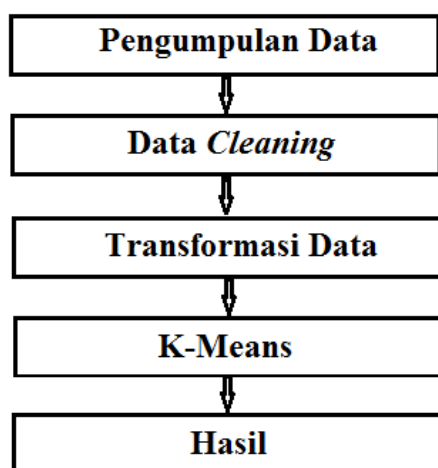 Pengumpulan Data
Data Cleaning
Transformasi Data
K-Means
Hasil